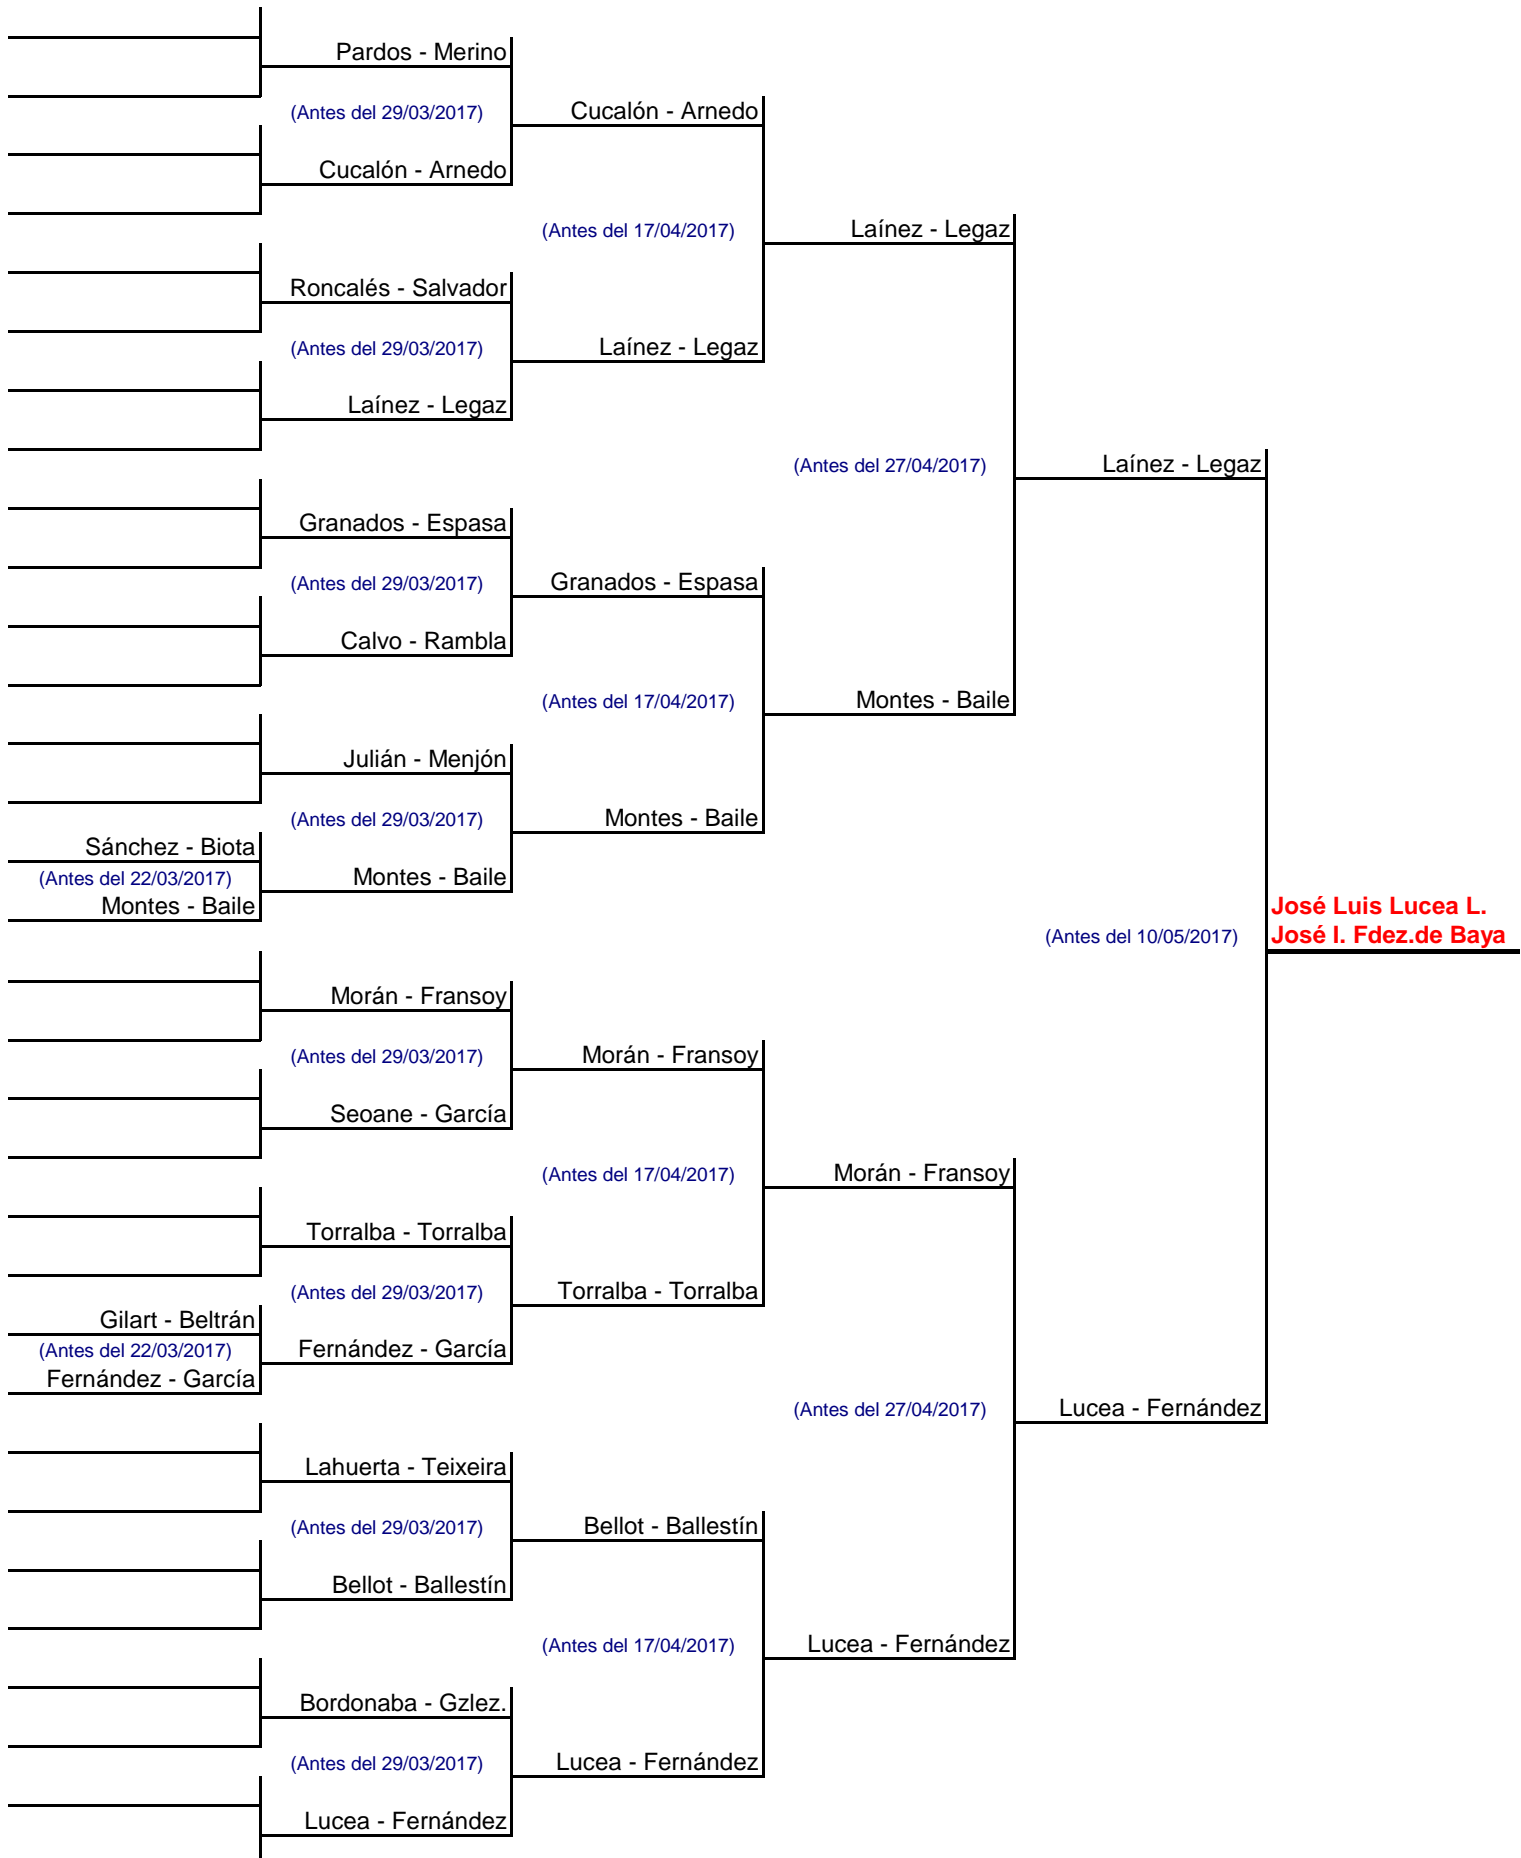 Pardos - Merino
(Antes del 29/03/2017)
Cucalón - Arnedo
Cucalón - Arnedo
(Antes del 17/04/2017)
Laínez - Legaz
Roncalés - Salvador
(Antes del 29/03/2017)
Laínez - Legaz
Laínez - Legaz
(Antes del 27/04/2017)
Laínez - Legaz
Granados - Espasa
(Antes del 29/03/2017)
Granados - Espasa
Calvo - Rambla
(Antes del 17/04/2017)
Montes - Baile
Julián - Menjón
(Antes del 29/03/2017)
Montes - Baile
Sánchez - Biota
(Antes del 22/03/2017)
Montes - Baile
Montes - Baile
José Luis Lucea L.
(Antes del 10/05/2017)
José I. Fdez.de Baya
Morán - Fransoy
(Antes del 29/03/2017)
Morán - Fransoy
Seoane - García
(Antes del 17/04/2017)
Morán - Fransoy
Torralba - Torralba
(Antes del 29/03/2017)
Torralba - Torralba
Gilart - Beltrán
(Antes del 22/03/2017)
Fernández - García
Fernández - García
(Antes del 27/04/2017)
Lucea - Fernández
Lahuerta - Teixeira
(Antes del 29/03/2017)
Bellot - Ballestín
Bellot - Ballestín
(Antes del 17/04/2017)
Lucea - Fernández
Bordonaba - Gzlez.
(Antes del 29/03/2017)
Lucea - Fernández
Lucea - Fernández